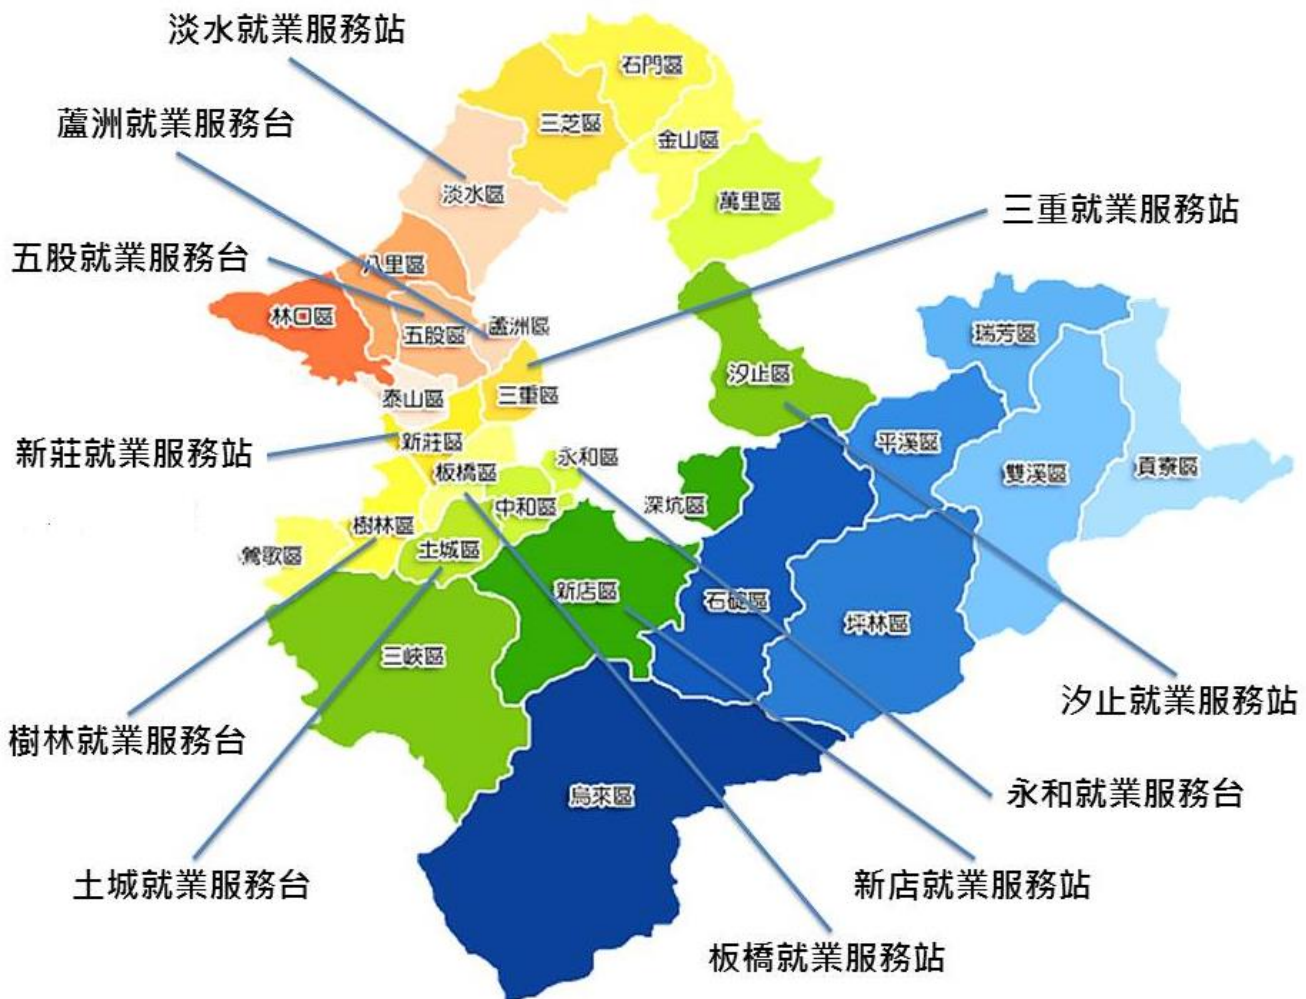 淡水就業服務站
石門區
三芝區
蘆洲就業服務台
金山區
淡水區
萬里區
三重就業服務站
五股就業服務台
八里區
林口區
五股區
蘆洲區
瑞芳區
汐止區
泰山區
三重區
新莊就業服務站
新莊區
板橋區
永和區
平溪區
雙溪區
貢寮區
中和區
深坑區
樹林區
鶯歌區
土城區
新店區
石碇區
坪林區
三峽區
汐止就業服務站
樹林就業服務台
烏來區
永和就業服務台
土城就業服務台
新店就業服務站
板橋就業服務站